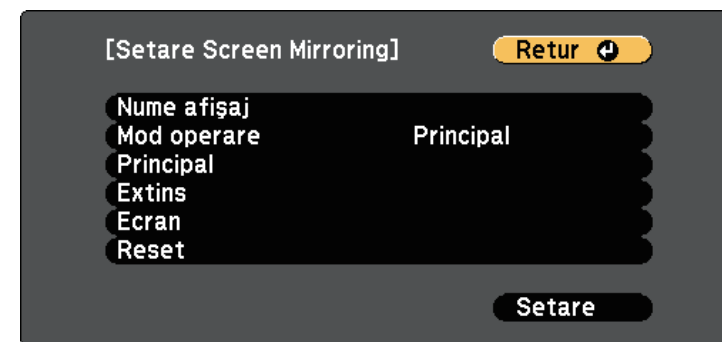 [Setare Screen Mirroring] Retur
Nume afişaj
Mod operare Principal
Principal
Extins
Ecran
Reset
Setare